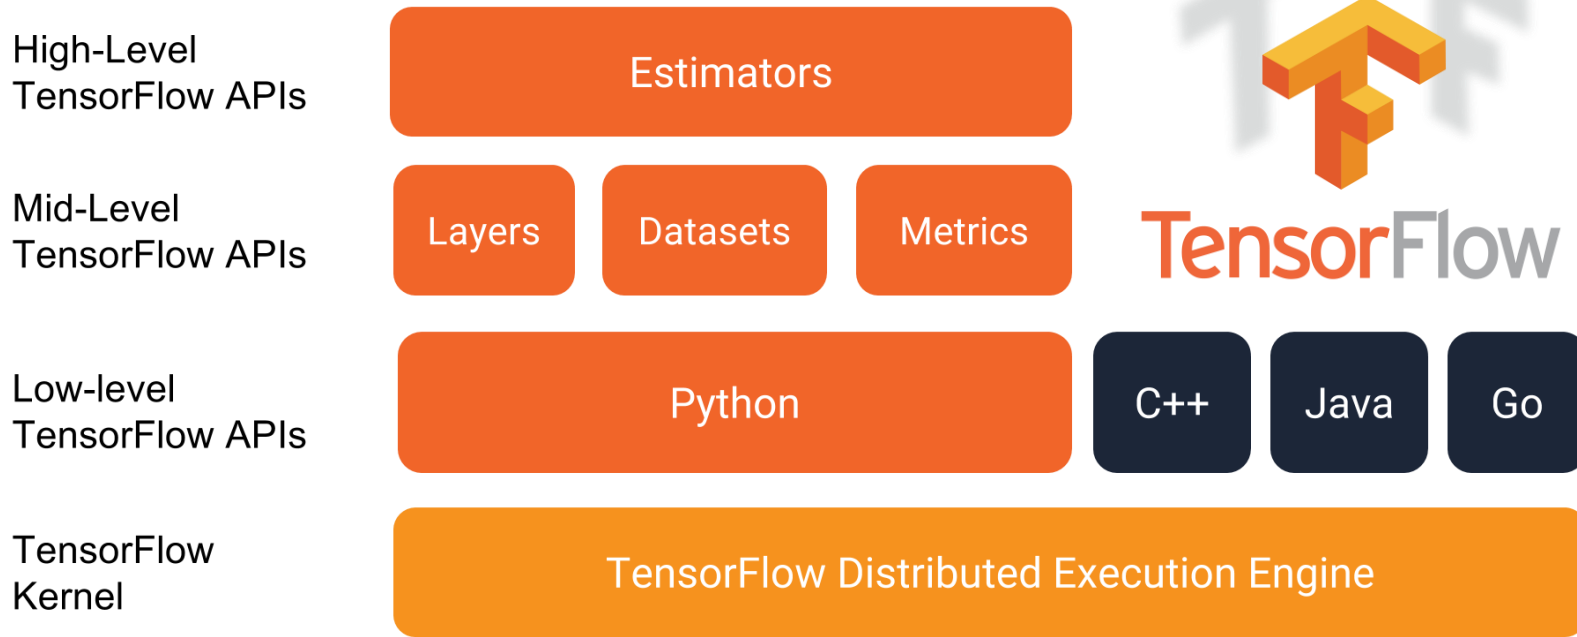 High-Level
TensorFlow APIs
Estimators
Mid-Level
TensorFlow APIs
Layers
Datasets
Metrics
TensorFlow
Low-level
TensorFlow APIs
Python
C++
Java
Go
TensorFlow
Kernel
TensorFlow Distributed Execution Engine